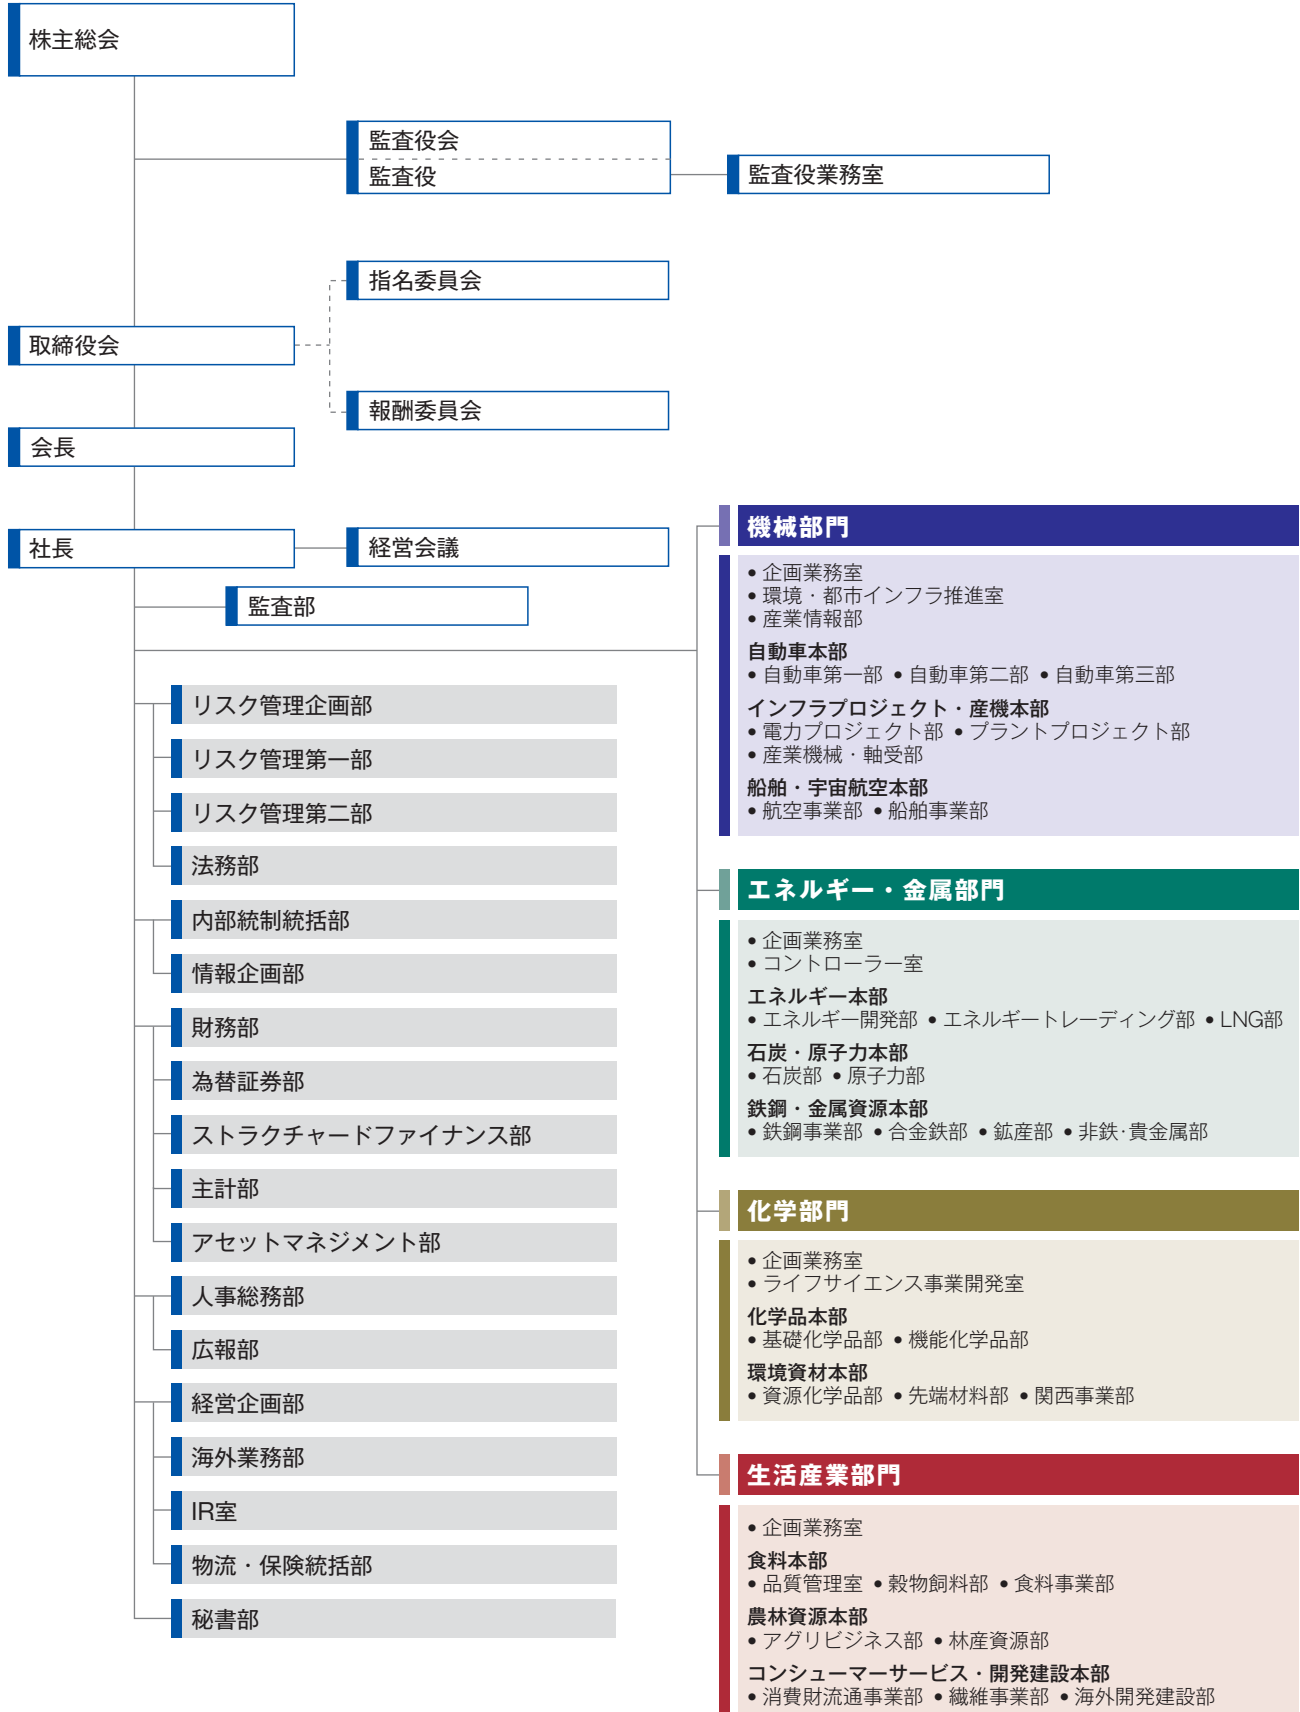 株主総会
監査役会
監査役
監査役業務室
指名委員会
取締役会
報酬委員会
会長
社長
経営会議
監査部
リスク管理企画部
リスク管理第一部
リスク管理第二部
法務部
内部統制統括部
情報企画部
財務部
為替証券部
ストラクチャードファイナンス部
主計部
アセットマネジメント部
人事総務部
広報部
経営企画部
海外業務部
IR室
物流・保険統括部
秘書部
機械部門
• 企画業務室
• 環境・都市インフラ推進室
• 産業情報部
自動車本部
• 自動車第一部 • 自動車第二部 • 自動車第三部
インフラプロジェクト・産機本部
• 電力プロジェクト部 • プラントプロジェクト部
• 産業機械・軸受部
船舶・宇宙航空本部
• 航空事業部 • 船舶事業部
エネルギー・金属部門
• 企画業務室
• コントローラー室
エネルギー本部
• エネルギー開発部 • エネルギートレーディング部 • LNG部
石炭・原子力本部
• 石炭部 • 原子力部
鉄鋼・金属資源本部
• 鉄鋼事業部 • 合金鉄部 • 鉱産部 • 非鉄・貴金属部
化学部門
• 企画業務室
• ライフサイエンス事業開発室
化学品本部
• 基礎化学品部 • 機能化学品部
環境資材本部
• 資源化学品部 • 先端材料部 • 関西事業部
生活産業部門
• 企画業務室
食料本部
• 品質管理室 • 穀物飼料部 • 食料事業部
農林資源本部
• アグリビジネス部 • 林産資源部
コンシューマーサービス・開発建設本部
• 消費財流通事業部 • 繊維事業部 • 海外開発建設部